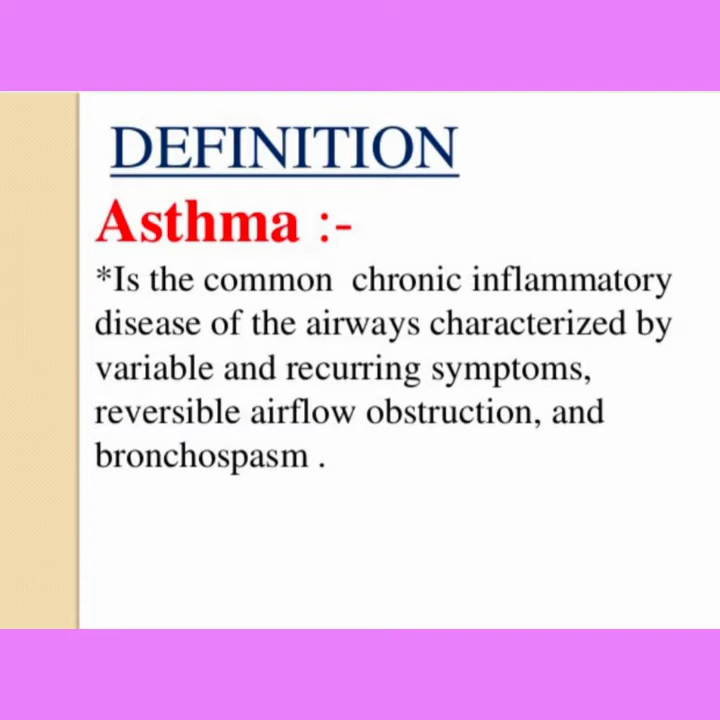 DEFINITION
Asthma :-
*Is the common  chronic inflammatory
disease of the airways characterized by
variable and recurring symptoms,
reversible airflow obstruction, and
bronchospasm .